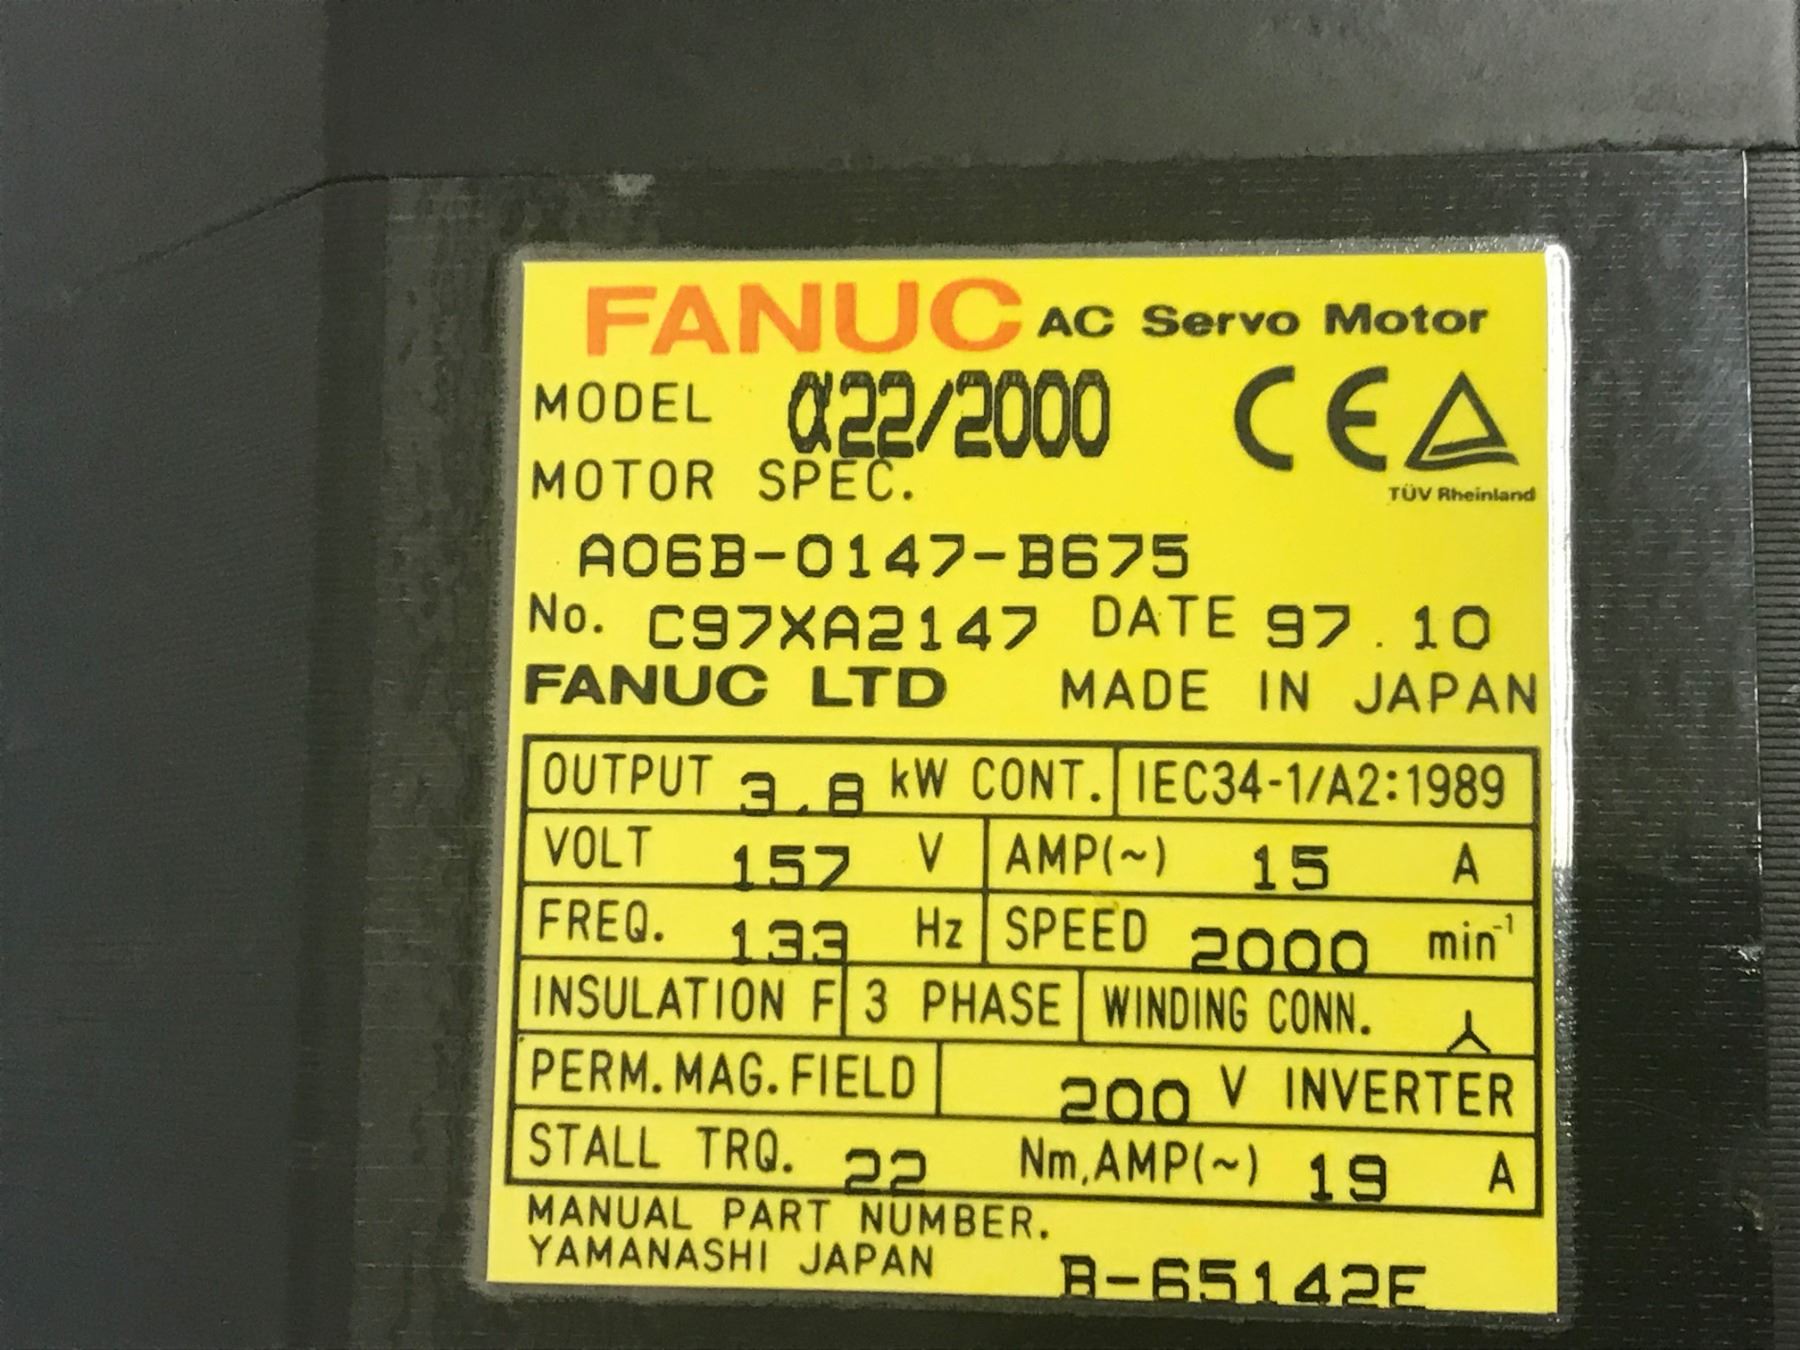 FANUC AC Servo Motor
MODEL α22/2000 CE
MOTOR SPEC.
TÜV Rheinland
A06B-0147-B675
No. C97XA2147 DATE 97.10
FANUC LTD MADE IN JAPAN
OUTPUT 3.8 kW CONT. IEC34-1/A2:1989
VOLT 157 V AMP(~) 15 A
FREQ. 133 Hz SPEED 2000 min⁻¹
INSULATION F 3 PHASE WINDING CONN.
PERM.MAG.FIELD 200 V INVERTER
STALL TRQ. 22 Nm,AMP(~) 19 A
MANUAL PART NUMBER.
YAMANASHI JAPAN B-65142E